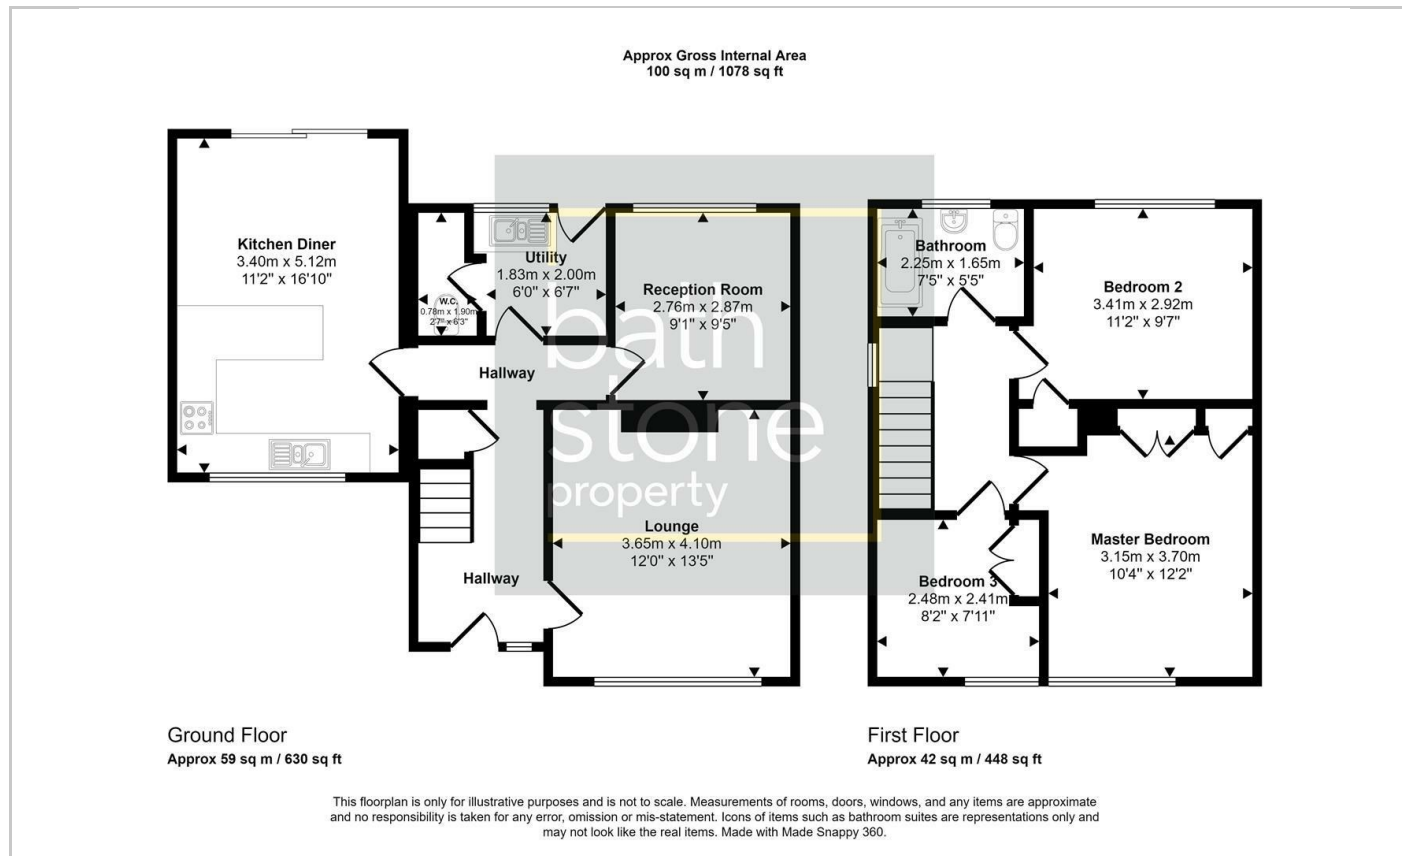 Approx Gross Internal Area
100 sq m / 1078 sq ft
Kitchen Diner
3.40m x 5.12m
11'2" x 16'10"
W.C.
0.78m x 1.90m
2'7" x 6'3"
Utility
1.83m x 2.00m
6'0" x 6'7"
Reception Room
2.76m x 2.87m
9'1" x 9'5"
Hallway
Hallway
Lounge
3.65m x 4.10m
12'0" x 13'5"
bath
stone
property
Bathroom
2.25m x 1.65m
7'5" x 5'5"
Bedroom 2
3.41m x 2.92m
11'2" x 9'7"
Master Bedroom
3.15m x 3.70m
10'4" x 12'2"
Bedroom 3
2.48m x 2.41m
8'2" x 7'11"
Ground Floor
Approx 59 sq m / 630 sq ft
First Floor
Approx 42 sq m / 448 sq ft
This floorplan is only for illustrative purposes and is not to scale. Measurements of rooms, doors, windows, and any items are approximate
and no responsibility is taken for any error, omission or mis-statement. Icons of items such as bathroom suites are representations only and
may not look like the real items. Made with Made Snappy 360.